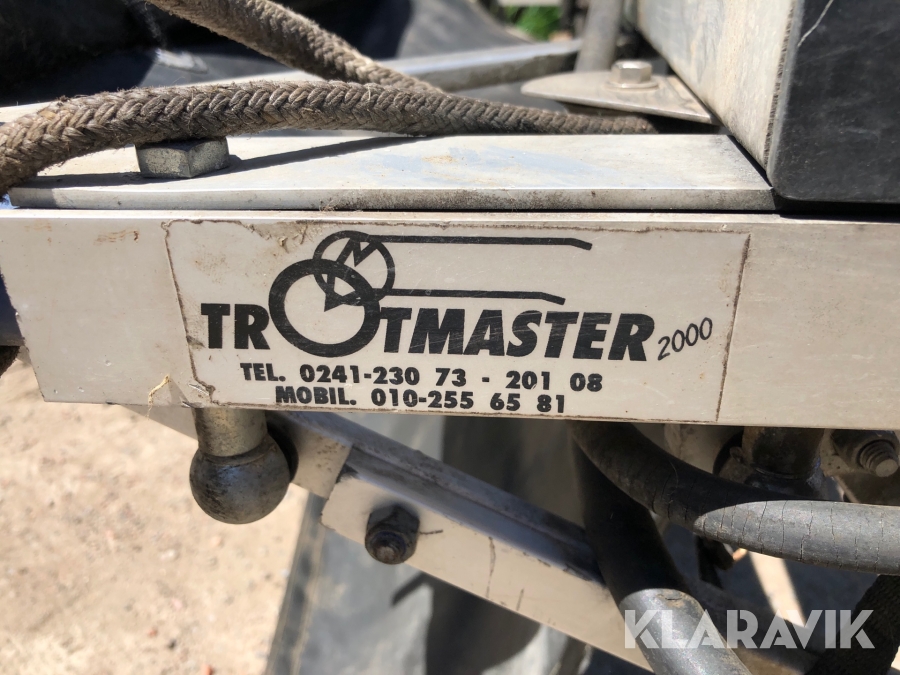 TROTMASTER 2000
TEL. 0241-230 73 - 201 08
MOBIL. 010-255 65 81
KLARAVIK